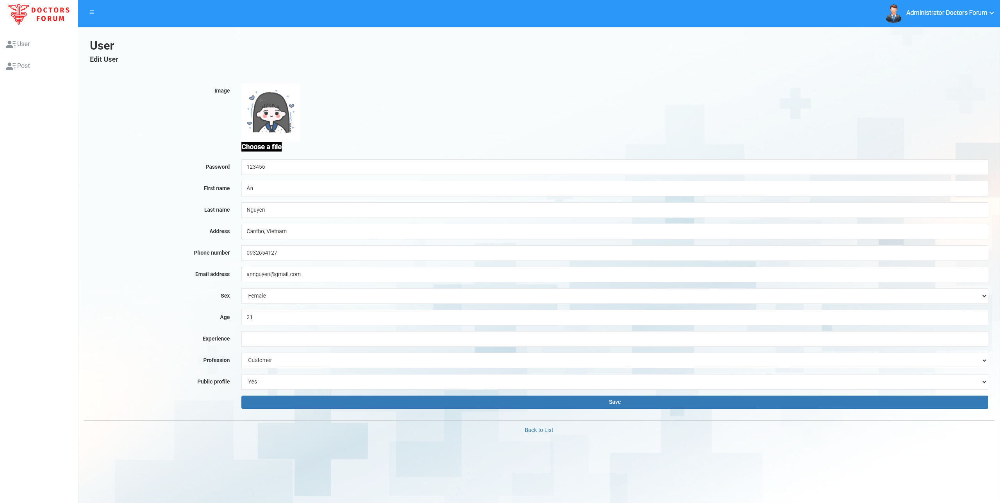 DOCTORS
FORUM
Administrator Doctors Forum
User
Post
User
Edit User
Image
Choose a file
Password 123456
First name An
Last name Nguyen
Address Cantho, Vietnam
Phone number 0932654127
Email address annguyen@gmail.com
Sex Female
Age 21
Experience
Profession Customer
Public profile Yes
Save
Back to List